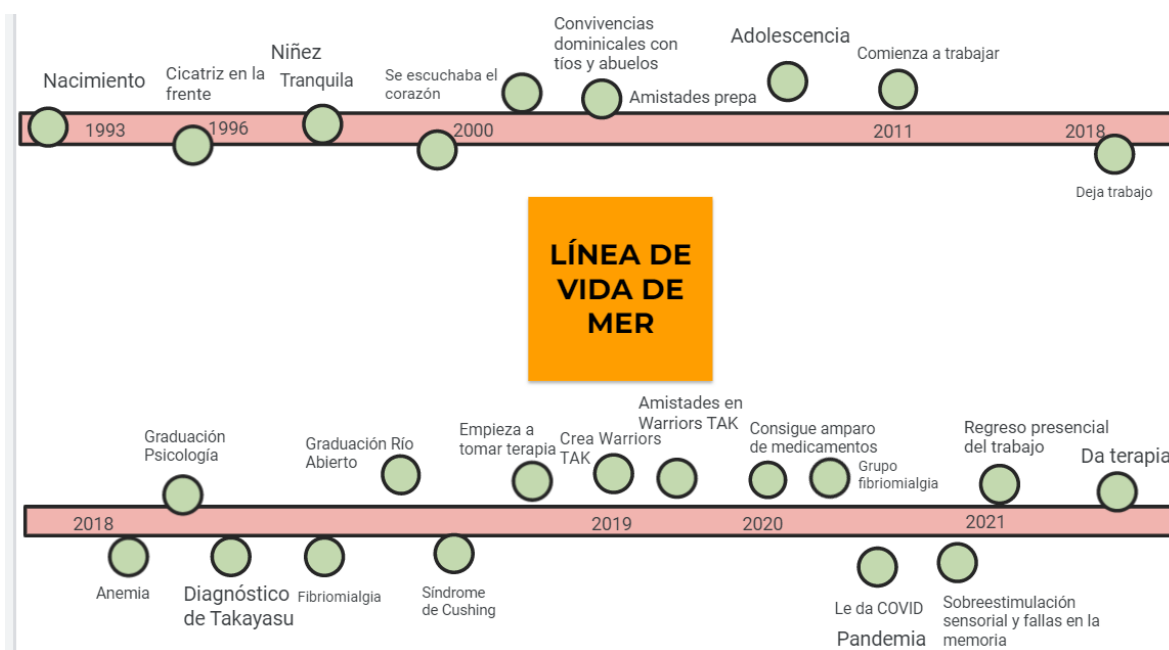 Nacimiento
1993
Cicatriz en la
frente
1996
Niñez
Tranquila
Se escuchaba el
corazón
2000
Convivencias
dominicales con
tíos y abuelos
Amistades prepa
Adolescencia
Comienza a trabajar
2011
2018
Deja trabajo
LÍNEA DE
VIDA DE
MER
2018
Anemia
Graduación
Psicología
Diagnóstico
de Takayasu
Fibriomialgia
Graduación Río
Abierto
Síndrome
de Cushing
Empieza a
tomar terapia
Crea Warriors
TAK
2019
Amistades en
Warriors TAK
Consigue amparo
de medicamentos
2020
Grupo
fibriomialgia
Le da COVID
Pandemia
Sobreestimulación
sensorial y fallas en la
memoria
2021
Regreso presencial
del trabajo
Da terapia